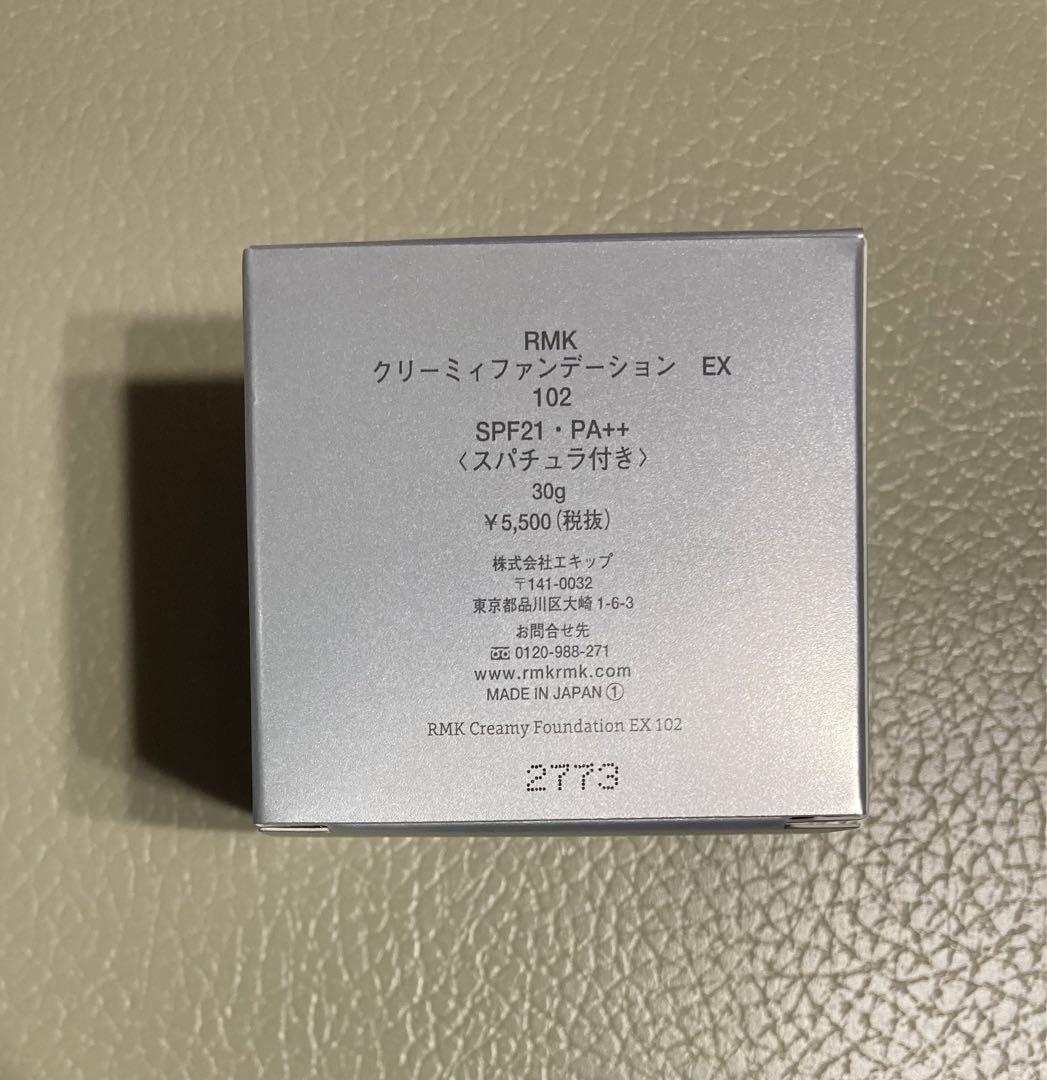 RMK
クリーミィファンデーション　EX
102
SPF21・PA++
〈スパチュラ付き〉
30g
￥5,500(税抜)
株式会社エキップ
〒141-0032
東京都品川区大崎1-6-3
お問合せ先
0120-988-271
www.rmkrmk.com
MADE IN JAPAN ①
RMK Creamy Foundation EX 102
2773